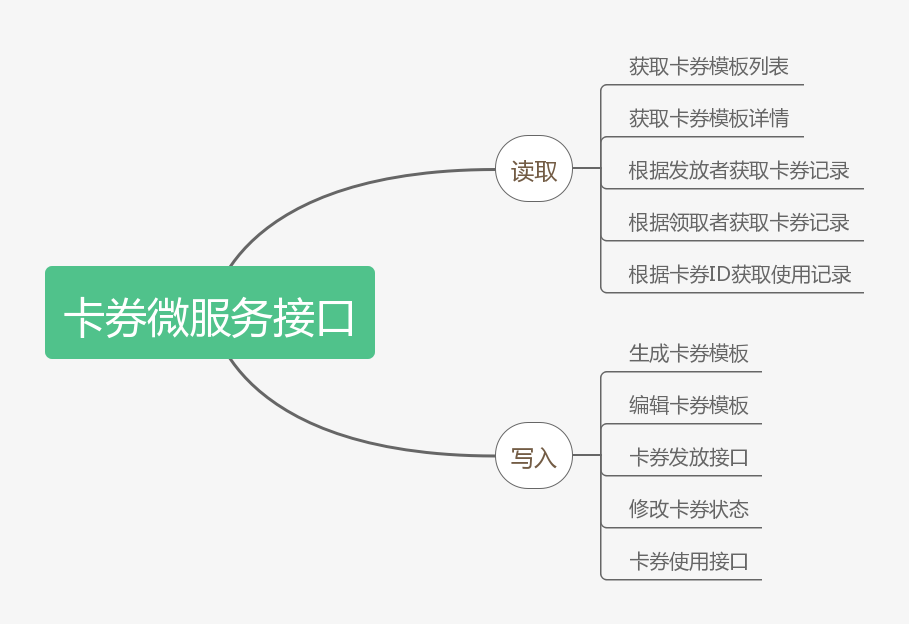 卡券微服务接口
读取
获取卡券模板列表
获取卡券模板详情
根据发放者获取卡券记录
根据领取者获取卡券记录
根据卡券ID获取使用记录
写入
生成卡券模板
编辑卡券模板
卡券发放接口
修改卡券状态
卡券使用接口